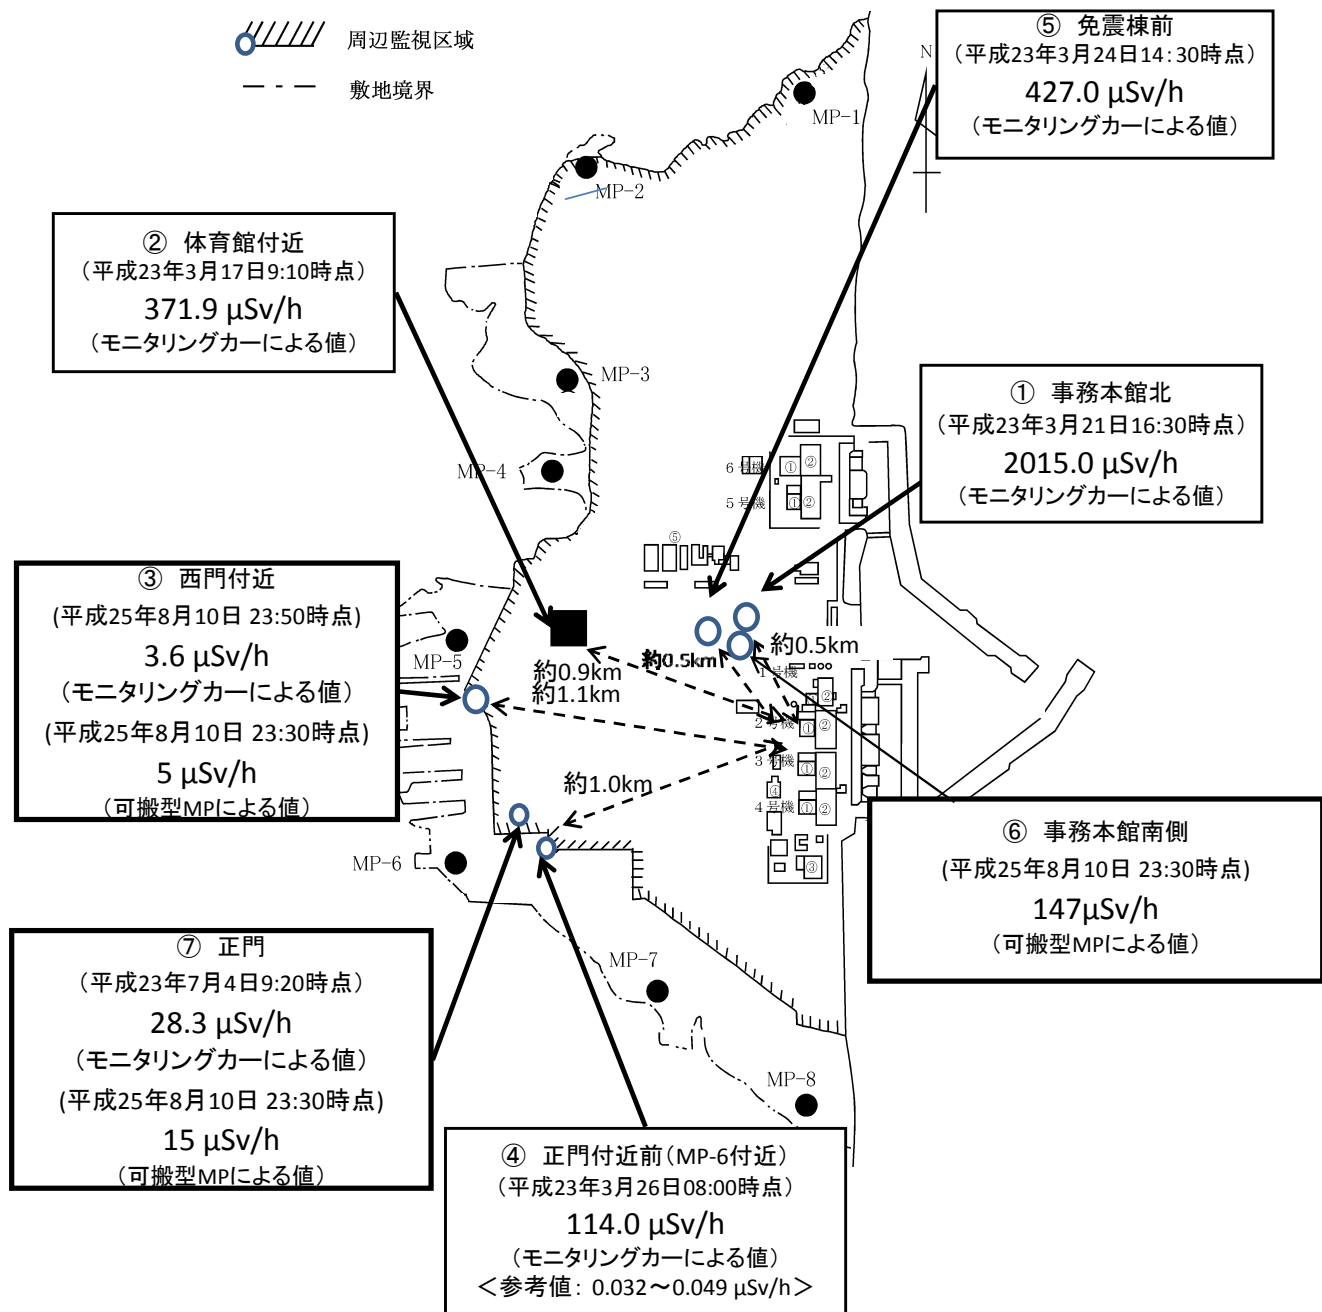 周辺監視区域
敷地境界
⑤ 免震棟前
（平成23年3月24日14：30時点）
427.0 μSv/h
（モニタリングカーによる値）
N
MP-1
MP-2
② 体育館付近
（平成23年3月17日9:10時点）
371.9 μSv/h
（モニタリングカーによる値）
MP-3
① 事務本館北
（平成23年3月21日16:30時点）
2015.0 μSv/h
（モニタリングカーによる値）
MP-4
6号機
① ②
5号機
① ②
⑤
③ 西門付近
(平成25年8月10日 23:50時点)
3.6 μSv/h
（モニタリングカーによる値）
(平成25年8月10日 23:30時点)
5 μSv/h
（可搬型MPによる値）
MP-5
約0.9km
約1.1km
約0.5km
約0.5km
1号機
②
2号機
① ②
3号機
① ②
④
4号機
① ②
③
約1.0km
MP-6
⑥ 事務本館南側
(平成25年8月10日 23:30時点)
147μSv/h
（可搬型MPによる値）
⑦ 正門
（平成23年7月4日9:20時点）
28.3 μSv/h
（モニタリングカーによる値）
(平成25年8月10日 23:30時点)
15 μSv/h
（可搬型MPによる値）
MP-7
MP-8
④ 正門付近前（MP-6付近）
（平成23年3月26日08:00時点）
114.0 μSv/h
（モニタリングカーによる値）
＜参考値：0.032～0.049 μSv/h＞